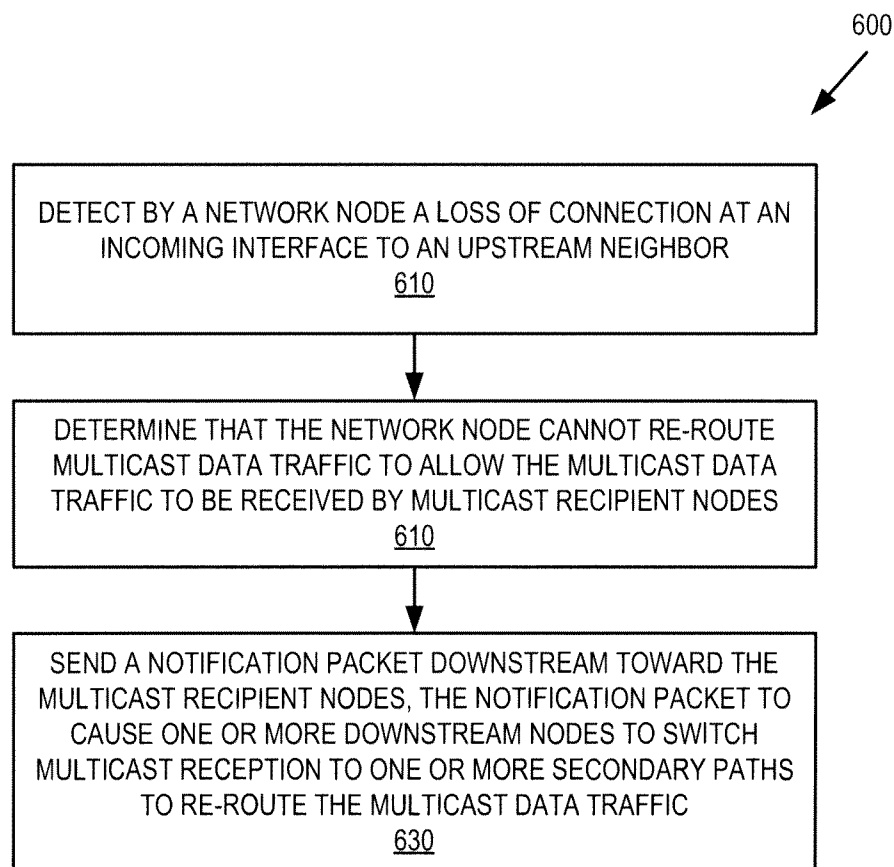 600
DETECT BY A NETWORK NODE A LOSS OF CONNECTION AT AN
INCOMING INTERFACE TO AN UPSTREAM NEIGHBOR
610
DETERMINE THAT THE NETWORK NODE CANNOT RE-ROUTE
MULTICAST DATA TRAFFIC TO ALLOW THE MULTICAST DATA
TRAFFIC TO BE RECEIVED BY MULTICAST RECIPIENT NODES
610
SEND A NOTIFICATION PACKET DOWNSTREAM TOWARD THE
MULTICAST RECIPIENT NODES, THE NOTIFICATION PACKET TO
CAUSE ONE OR MORE DOWNSTREAM NODES TO SWITCH
MULTICAST RECEPTION TO ONE OR MORE SECONDARY PATHS
TO RE-ROUTE THE MULTICAST DATA TRAFFIC
630